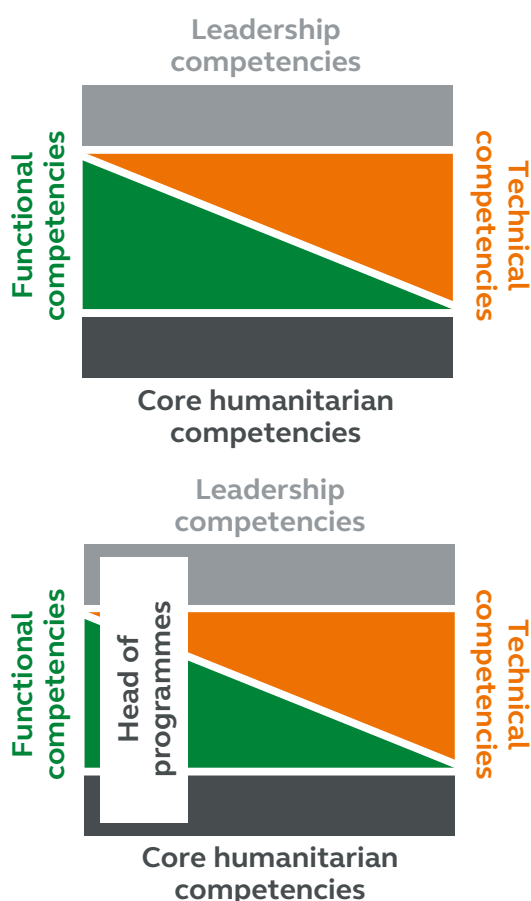 Leadership
competencies
Functional
competencies
Technical
competencies
Core humanitarian
competencies
Leadership
competencies
Functional
competencies
Head of
programmes
Technical
competencies
Core humanitarian
competencies